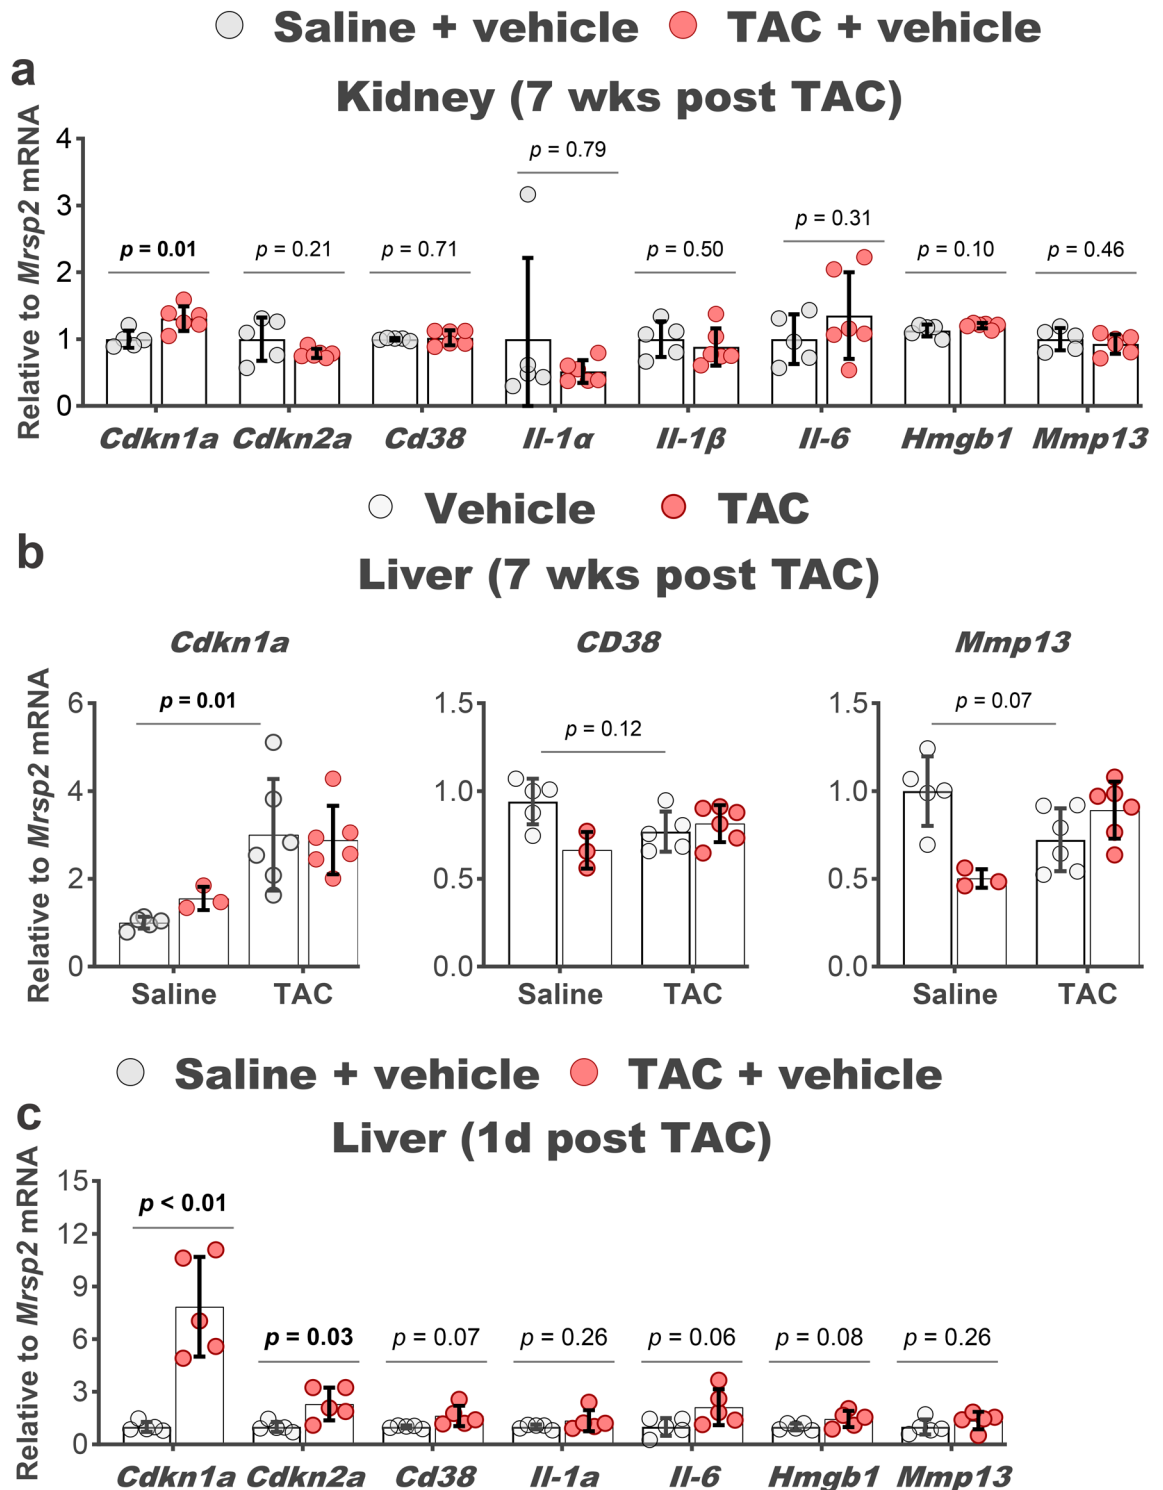 Saline + vehicle TAC + vehicle
a
Kidney (7 wks post TAC)
Relative to Mrsp2 mRNA
4
3
2
1
0
p = 0.01 p = 0.21 p = 0.71 p = 0.79 p = 0.50 p = 0.31 p = 0.10 p = 0.46
Cdkn1a Cdkn2a Cd38 Il-1α Il-1β Il-6 Hmgb1 Mmp13
Vehicle TAC
b
Liver (7 wks post TAC)
Cdkn1a CD38 Mmp13
Relative to Mrsp2 mRNA
6
4
2
0
p = 0.01
Saline TAC
1.5
1.0
0.5
0.0
p = 0.12
Saline TAC
1.5
1.0
0.5
0.0
p = 0.07
Saline TAC
Saline + vehicle TAC + vehicle
c
Liver (1d post TAC)
Relative to Mrsp2 mRNA
15
12
9
6
3
0
p < 0.01 p = 0.03 p = 0.07 p = 0.26 p = 0.06 p = 0.08 p = 0.26
Cdkn1a Cdkn2a Cd38 Il-1a Il-6 Hmgb1 Mmp13